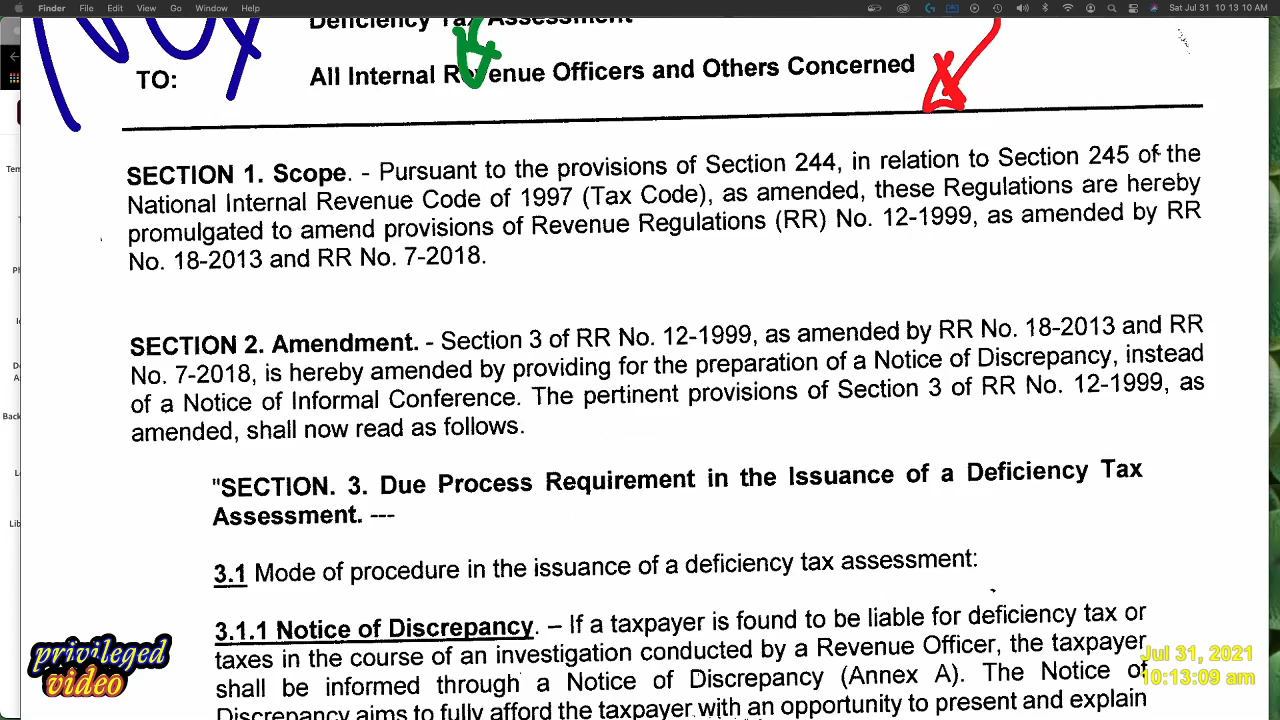 Finder File Edit View Go Window Help Sat Jul 31 10 13 10 AM
Deficiency Tax Assessment
TO: All Internal Revenue Officers and Others Concerned
SECTION 1. Scope. - Pursuant to the provisions of Section 244, in relation to Section 245 of the
National Internal Revenue Code of 1997 (Tax Code), as amended, these Regulations are hereby
promulgated to amend provisions of Revenue Regulations (RR) No. 12-1999, as amended by RR
No. 18-2013 and RR No. 7-2018.
SECTION 2. Amendment. - Section 3 of RR No. 12-1999, as amended by RR No. 18-2013 and RR
No. 7-2018, is hereby amended by providing for the preparation of a Notice of Discrepancy, instead
of a Notice of Informal Conference. The pertinent provisions of Section 3 of RR No. 12-1999, as
amended, shall now read as follows.
"SECTION. 3. Due Process Requirement in the Issuance of a Deficiency Tax
Assessment. ---
3.1 Mode of procedure in the issuance of a deficiency tax assessment:
3.1.1 Notice of Discrepancy. – If a taxpayer is found to be liable for deficiency tax or
taxes in the course of an investigation conducted by a Revenue Officer, the taxpayer
shall be informed through a Notice of Discrepancy (Annex A). The Notice of
Discrepancy aims to fully afford the taxpayer with an opportunity to present and explain
privileged
video
Jul 31, 2021
10:13:09 am